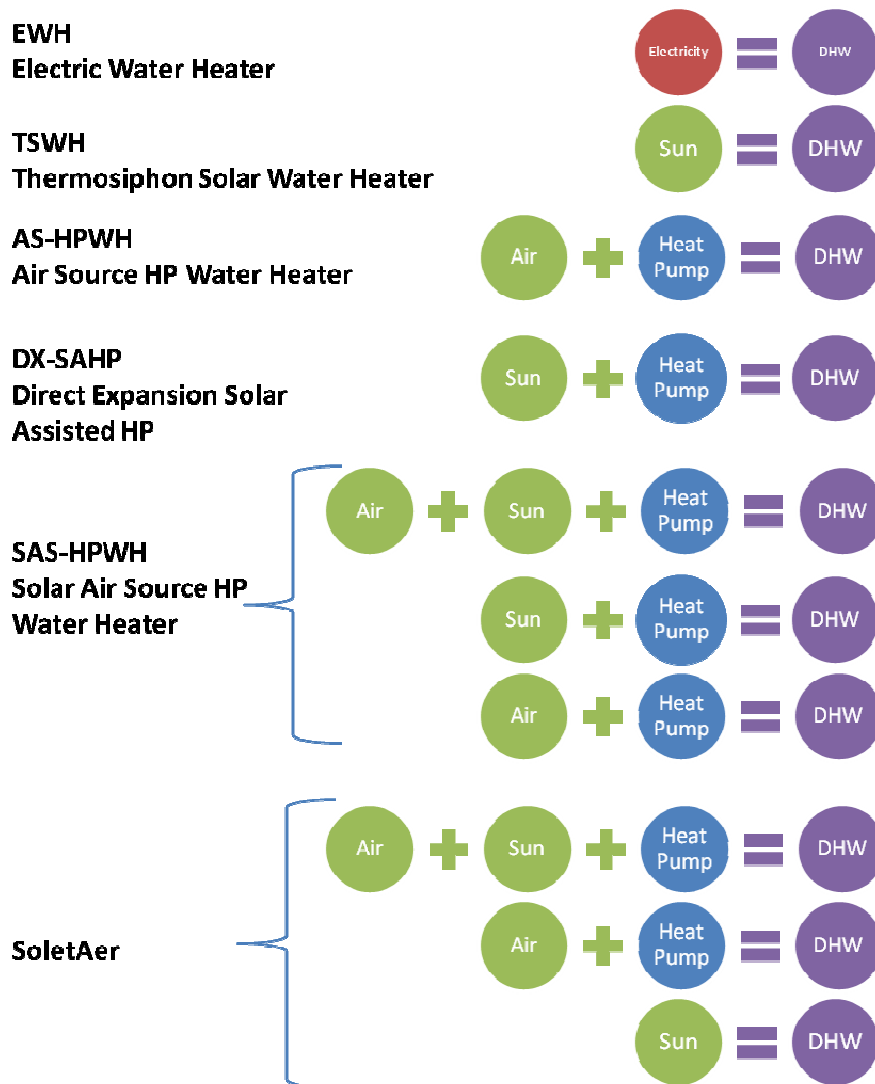 EWH
Electric Water Heater
Electricity = DHW
TSWH
Thermosiphon Solar Water Heater
Sun = DHW
AS-HPWH
Air Source HP Water Heater
Air + Heat Pump = DHW
DX-SAHP
Direct Expansion Solar
Assisted HP
Sun + Heat Pump = DHW
SAS-HPWH
Solar Air Source HP
Water Heater
Air + Sun + Heat Pump = DHW
Sun + Heat Pump = DHW
Air + Heat Pump = DHW
SoletAer
Air + Sun + Heat Pump = DHW
Air + Heat Pump = DHW
Sun = DHW